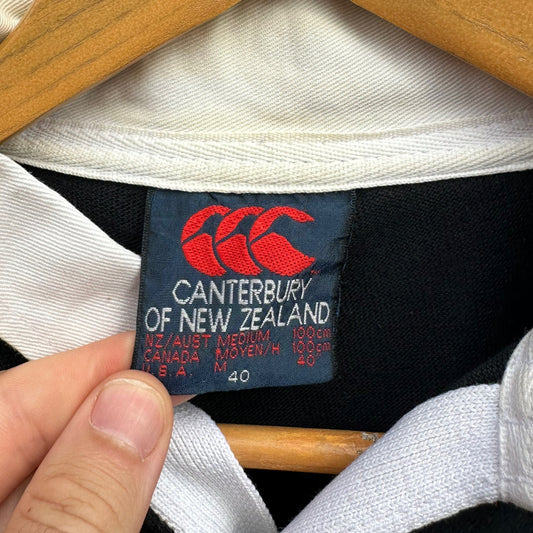 CANTERBURY
OF NEW ZEALAND
NZ/AUST MEDIUM 100cm
CANADA MOYEN/H 100cm
U.S.A. M 40"
40